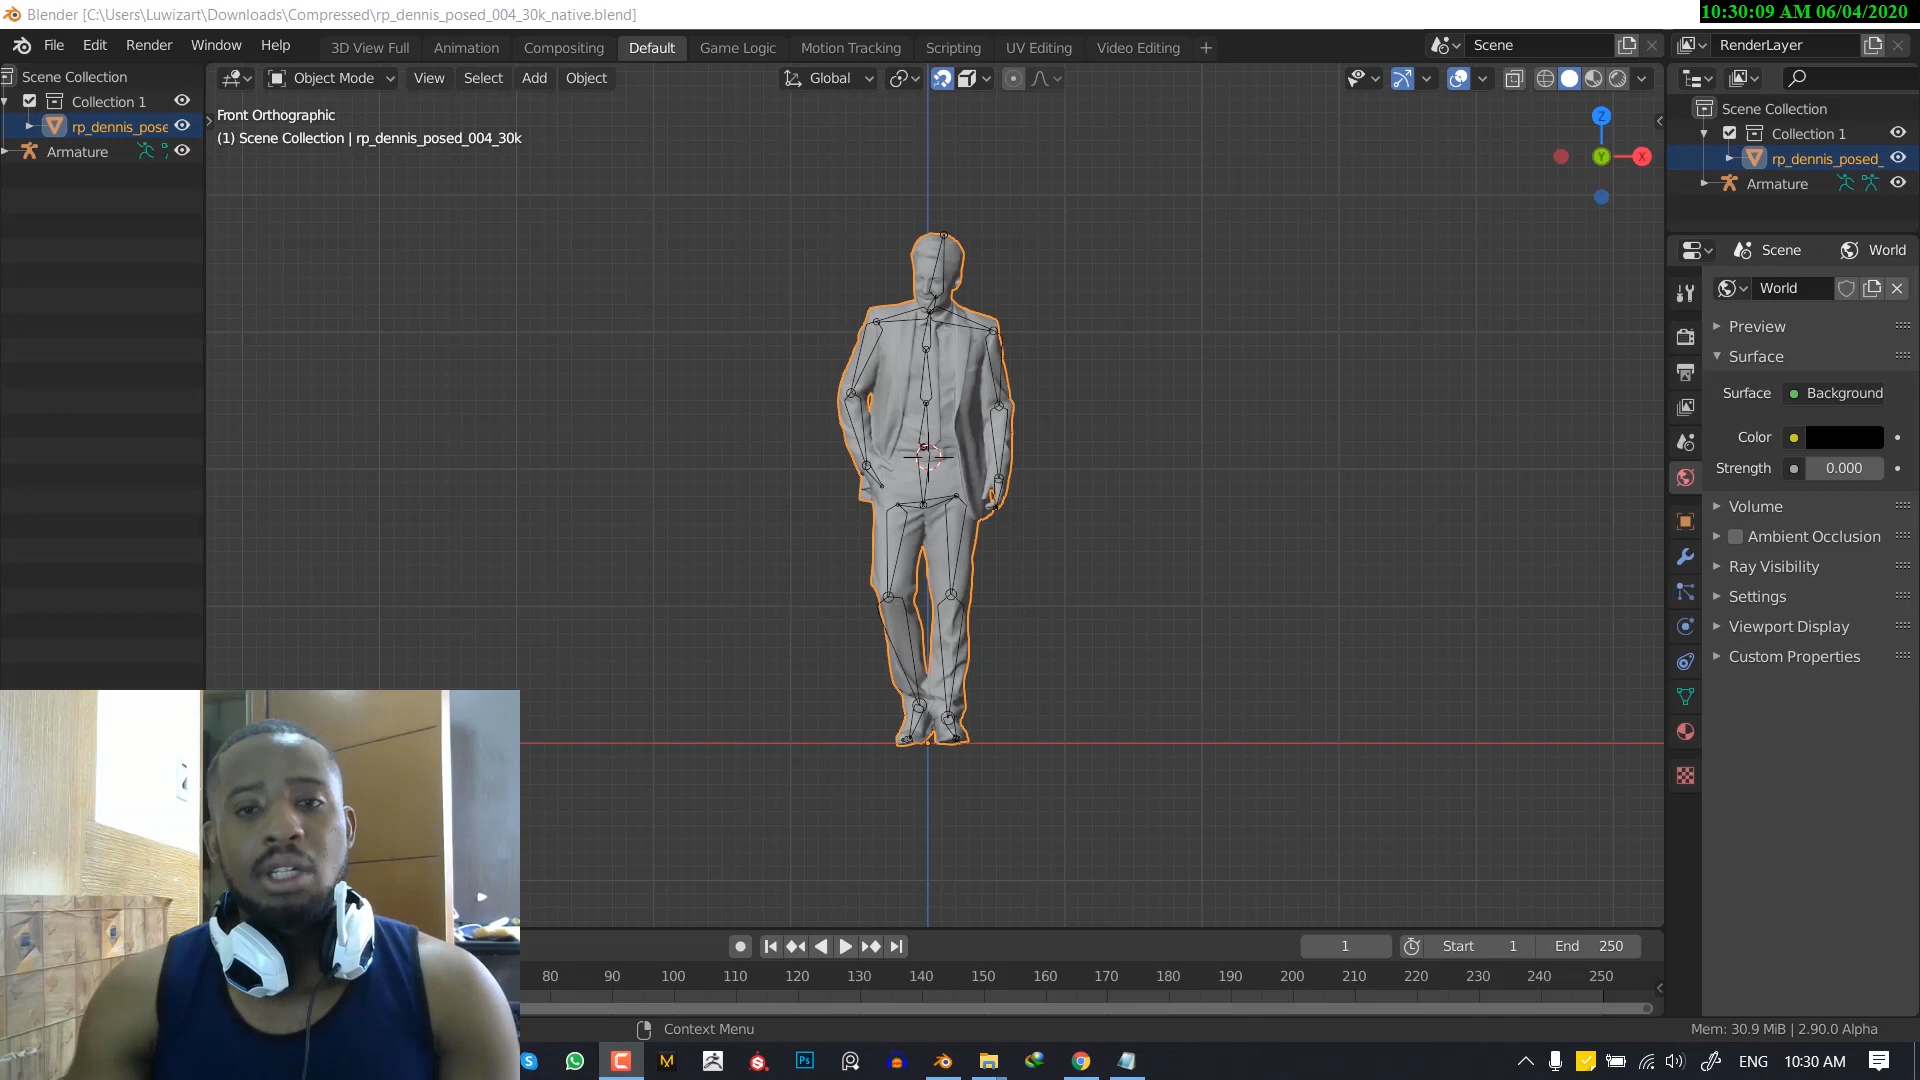 Blender [C:\Users\Luwizart\Downloads\Compressed\rp_dennis_posed_004_30k_native.blend]
10:30:09 AM 06/04/2020
File Edit Render Window Help
3D View Full Animation Compositing Default Game Logic Motion Tracking Scripting UV Editing Video Editing +
Scene
RenderLayer
Scene Collection
Collection 1
rp_dennis_pose
Armature
Object Mode View Select Add Object
Global
Front Orthographic
(1) Scene Collection | rp_dennis_posed_004_30k
Z
Y
X
Scene Collection
Collection 1
rp_dennis_posed_
Armature
Scene World
World
Preview
Surface
Surface Background
Color
Strength 0.000
Volume
Ambient Occlusion
Ray Visibility
Settings
Viewport Display
Custom Properties
1 Start 1 End 250
80 90 100 110 120 130 140 150 160 170 180 190 200 210 220 230 240 250
Context Menu
Mem: 30.9 MiB | 2.90.0 Alpha
Ps
ENG 10:30 AM